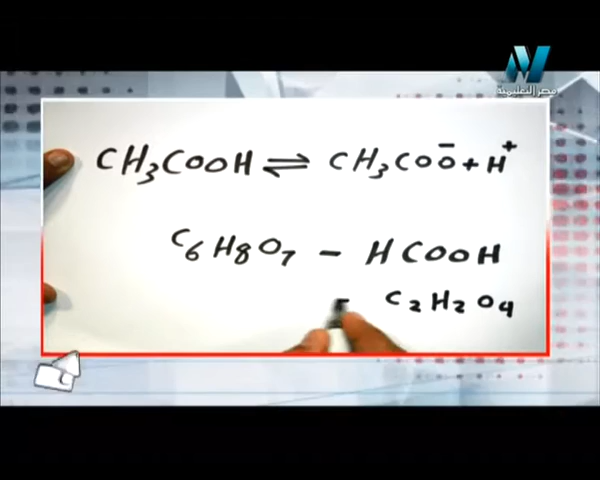 مصر التعليمية
CH₃COOH ⇌ CH₃COO⁻ + H⁺
C₆H₈O₇ – HCOOH
– C₂H₂O₄